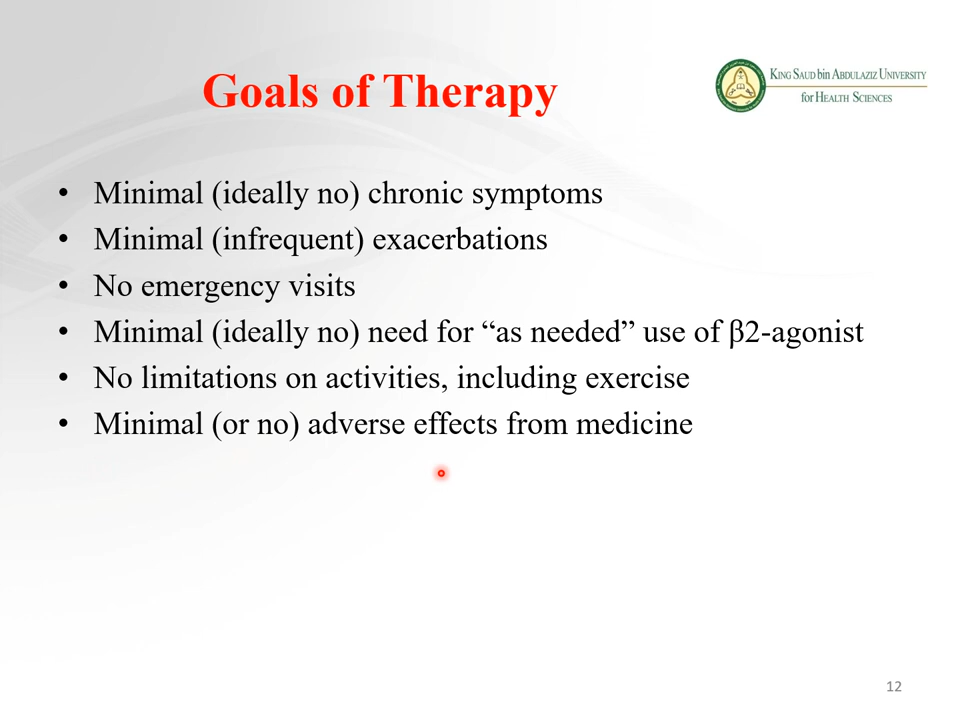 Goals of Therapy
KING SAUD bin ABDULAZIZ UNIVERSITY
for HEALTH SCIENCES
• Minimal (ideally no) chronic symptoms
• Minimal (infrequent) exacerbations
• No emergency visits
• Minimal (ideally no) need for “as needed” use of β2-agonist
• No limitations on activities, including exercise
• Minimal (or no) adverse effects from medicine
12